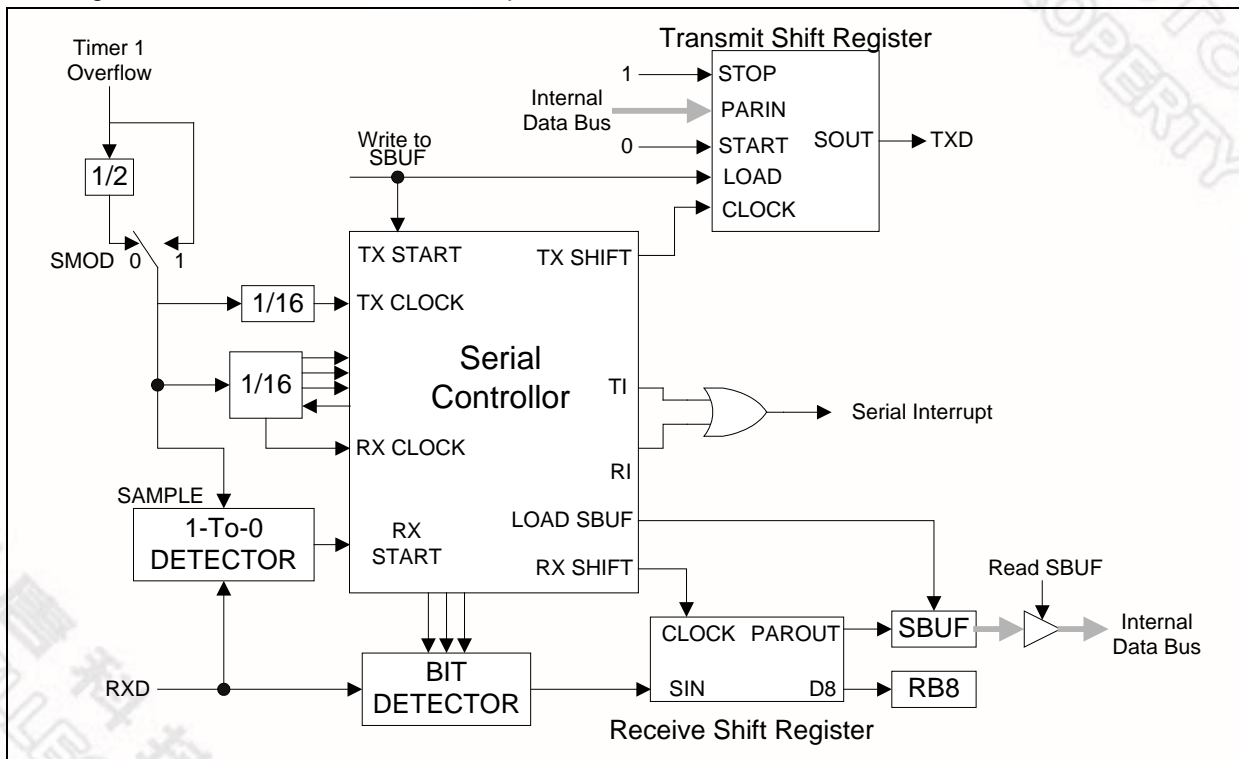 Timer 1
Overflow
1/2
SMOD 0 1
Transmit Shift Register
1
STOP
Internal
Data Bus
PARIN
0
START
SOUT
TXD
LOAD
CLOCK
Write to
SBUF
TX START
TX SHIFT
1/16
TX CLOCK
Serial
Controllor
1/16
TI
Serial Interrupt
RX CLOCK
RI
SAMPLE
1-To-0
DETECTOR
RX
START
LOAD SBUF
RX SHIFT
Read SBUF
CLOCK
PAROUT
SBUF
Internal
Data Bus
RXD
BIT
DETECTOR
SIN
D8
RB8
Receive Shift Register